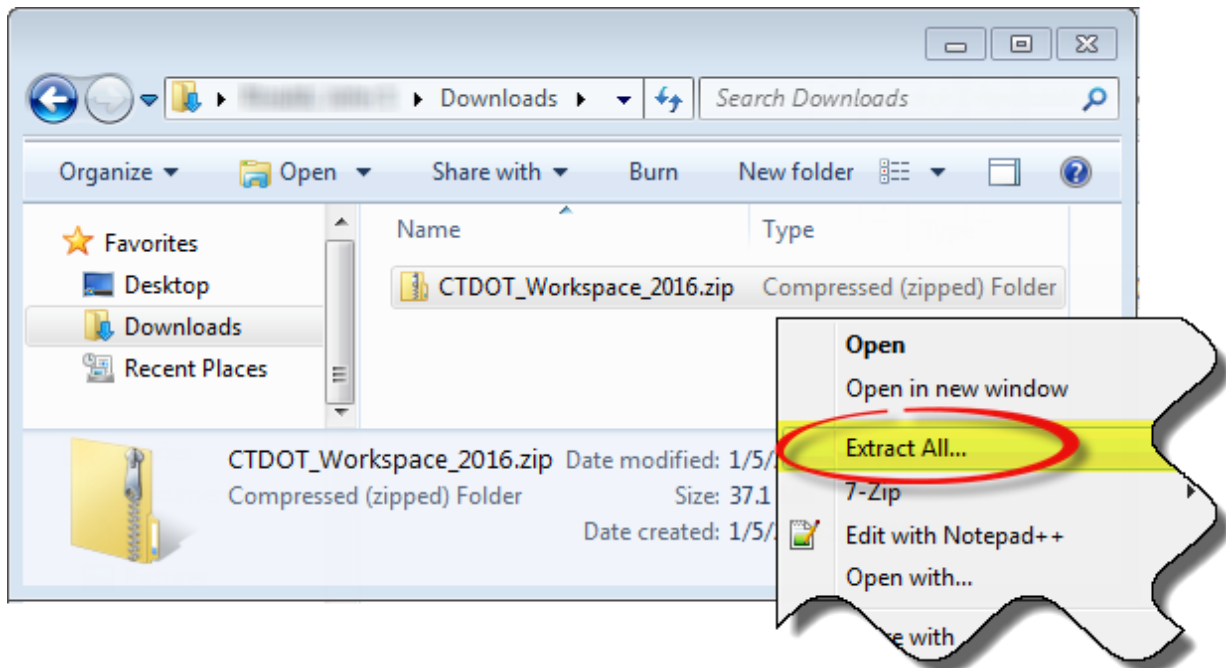 Downloads
Search Downloads
Organize Open Share with Burn New folder
Favorites
Desktop
Downloads
Recent Places
Name Type
CTDOT_Workspace_2016.zip Compressed (zipped) Folder
CTDOT_Workspace_2016.zip Date modified: 1/5/
Compressed (zipped) Folder Size: 37.1
Date created: 1/5/
Open
Open in new window
Extract All...
7-Zip
Edit with Notepad++
Open with...
with